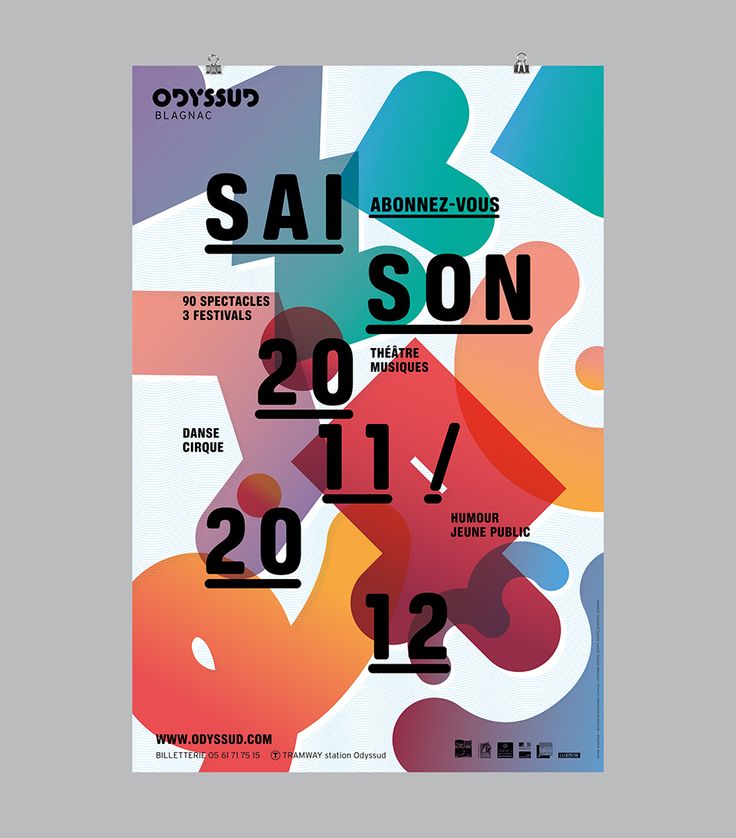 ODYSSUD
BLAGNAC
SAI
ABONNEZ-VOUS
SON
90 SPECTACLES
3 FESTIVALS
THÉÂTRE
MUSIQUES
20
DANSE
CIRQUE
11 /
20
HUMOUR
JEUNE PUBLIC
12
WWW.ODYSSUD.COM
BILLETTERIE 05 61 71 75 15 T TRAMWAY station Odyssud